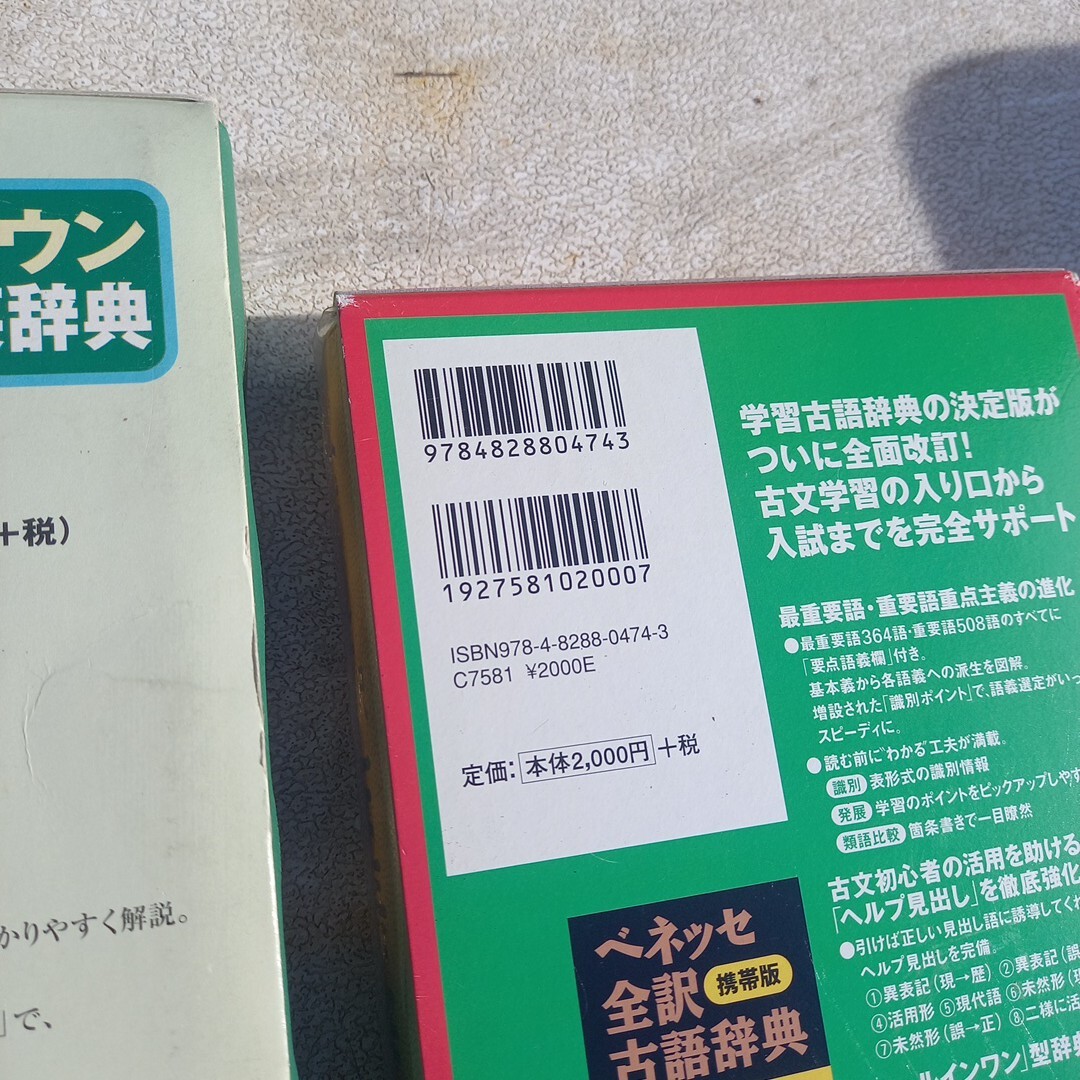 ウン
辞典
+税)
かりやすく解説。
」で、
9784828804743
1927581020007
ISBN978-4-8288-0474-3
C7581 ¥2000E
定価:本体2,000円+税
学習古語辞典の決定版が
ついに全面改訂!
古文学習の入り口から
入試までを完全サポート
最重要語・重要語重点主義の進化
●最重要語364語・重要語508語のすべてに
「要点語義欄」付き。
基本義から各語義への派生を図解。
増設された「識別ポイント」で、語義選定がいっ
スピーディに。
●読む前に"わかる"工夫が満載。
識別 表形式の識別情報
発展 学習のポイントをピックアップしやす
類語比較 箇条書きで一目瞭然
古文初心者の活用を助ける
「ヘルプ見出し」を徹底強化
●引けば正しい見出し語に誘導してくれ
ヘルプ見出しを完備。
①異表記(現→歴) ②異表記(誤
④活用形 ⑤現代語 ⑥未然形(現
⑦未然形(誤→正) ⑧二様に活
ルインワン」型辞典
ベネッセ
全訳 携帯版
古語辞典